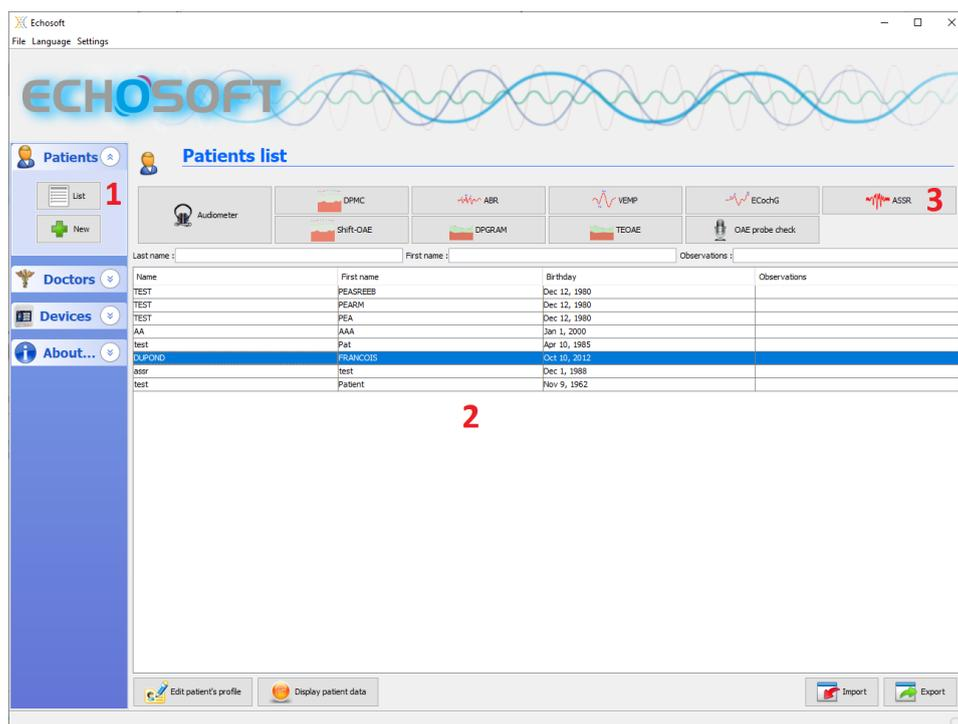 Echosoft
File Language Settings
ECHOSOFT
Patients
List
1
New
Doctors
Devices
About...
Patients list
Audiometer
DPMC
ABR
VEMP
ECochG
ASSR
3
Shift-OAE
DPGRAM
TEOAE
OAE probe check
Last name : First name : Observations :
Name First name Birthday Observations
TEST PEASREEB Dec 12, 1980
TEST PEARM Dec 12, 1980
TEST PEA Dec 12, 1980
AA AAA Jan 1, 2000
test Pat Apr 10, 1985
DUPOND FRANCOIS Oct 10, 2012
assr test Dec 1, 1988
test Patient Nov 9, 1962
2
Edit patient's profile Display patient data Import Export